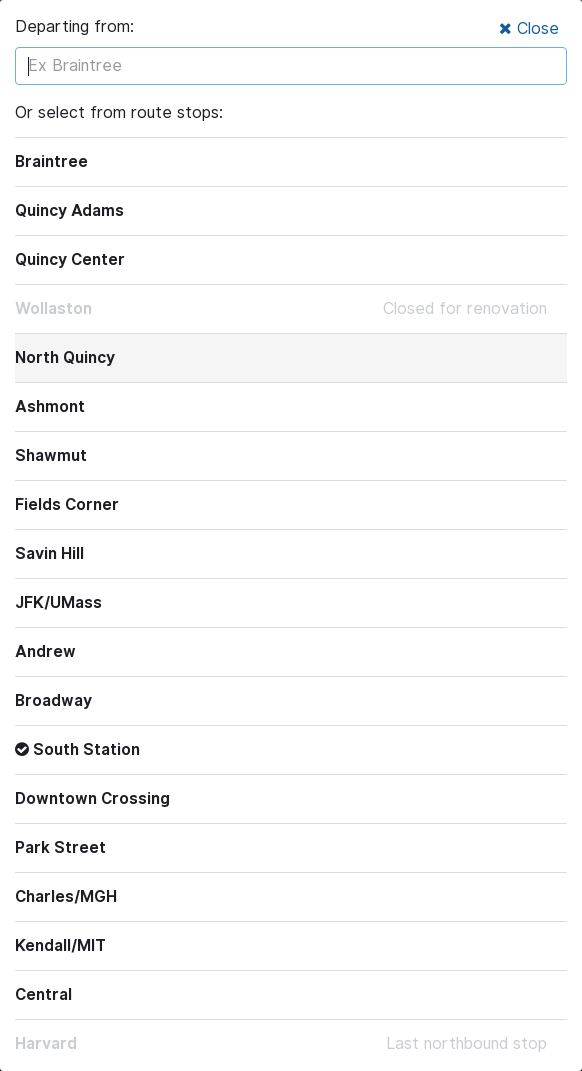 Departing from:
Close
Ex Braintree
Or select from route stops:
Braintree
Quincy Adams
Quincy Center
Wollaston Closed for renovation
North Quincy
Ashmont
Shawmut
Fields Corner
Savin Hill
JFK/UMass
Andrew
Broadway
South Station
Downtown Crossing
Park Street
Charles/MGH
Kendall/MIT
Central
Harvard Last northbound stop